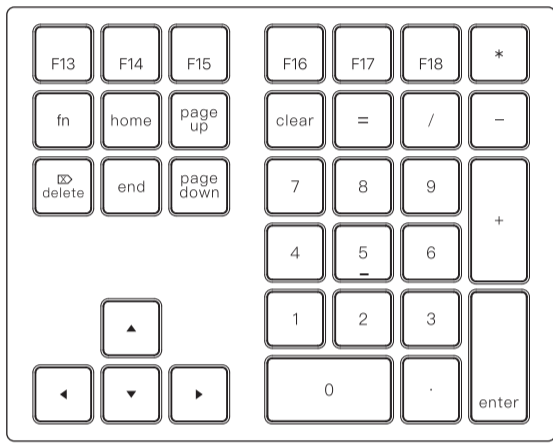 F13 F14 F15 F16 F17 F18 *
fn home page up clear = / −
⌦ delete end page down 7 8 9 +
4 5 6
▲ 1 2 3 enter
◀ ▼ ▶ 0 .